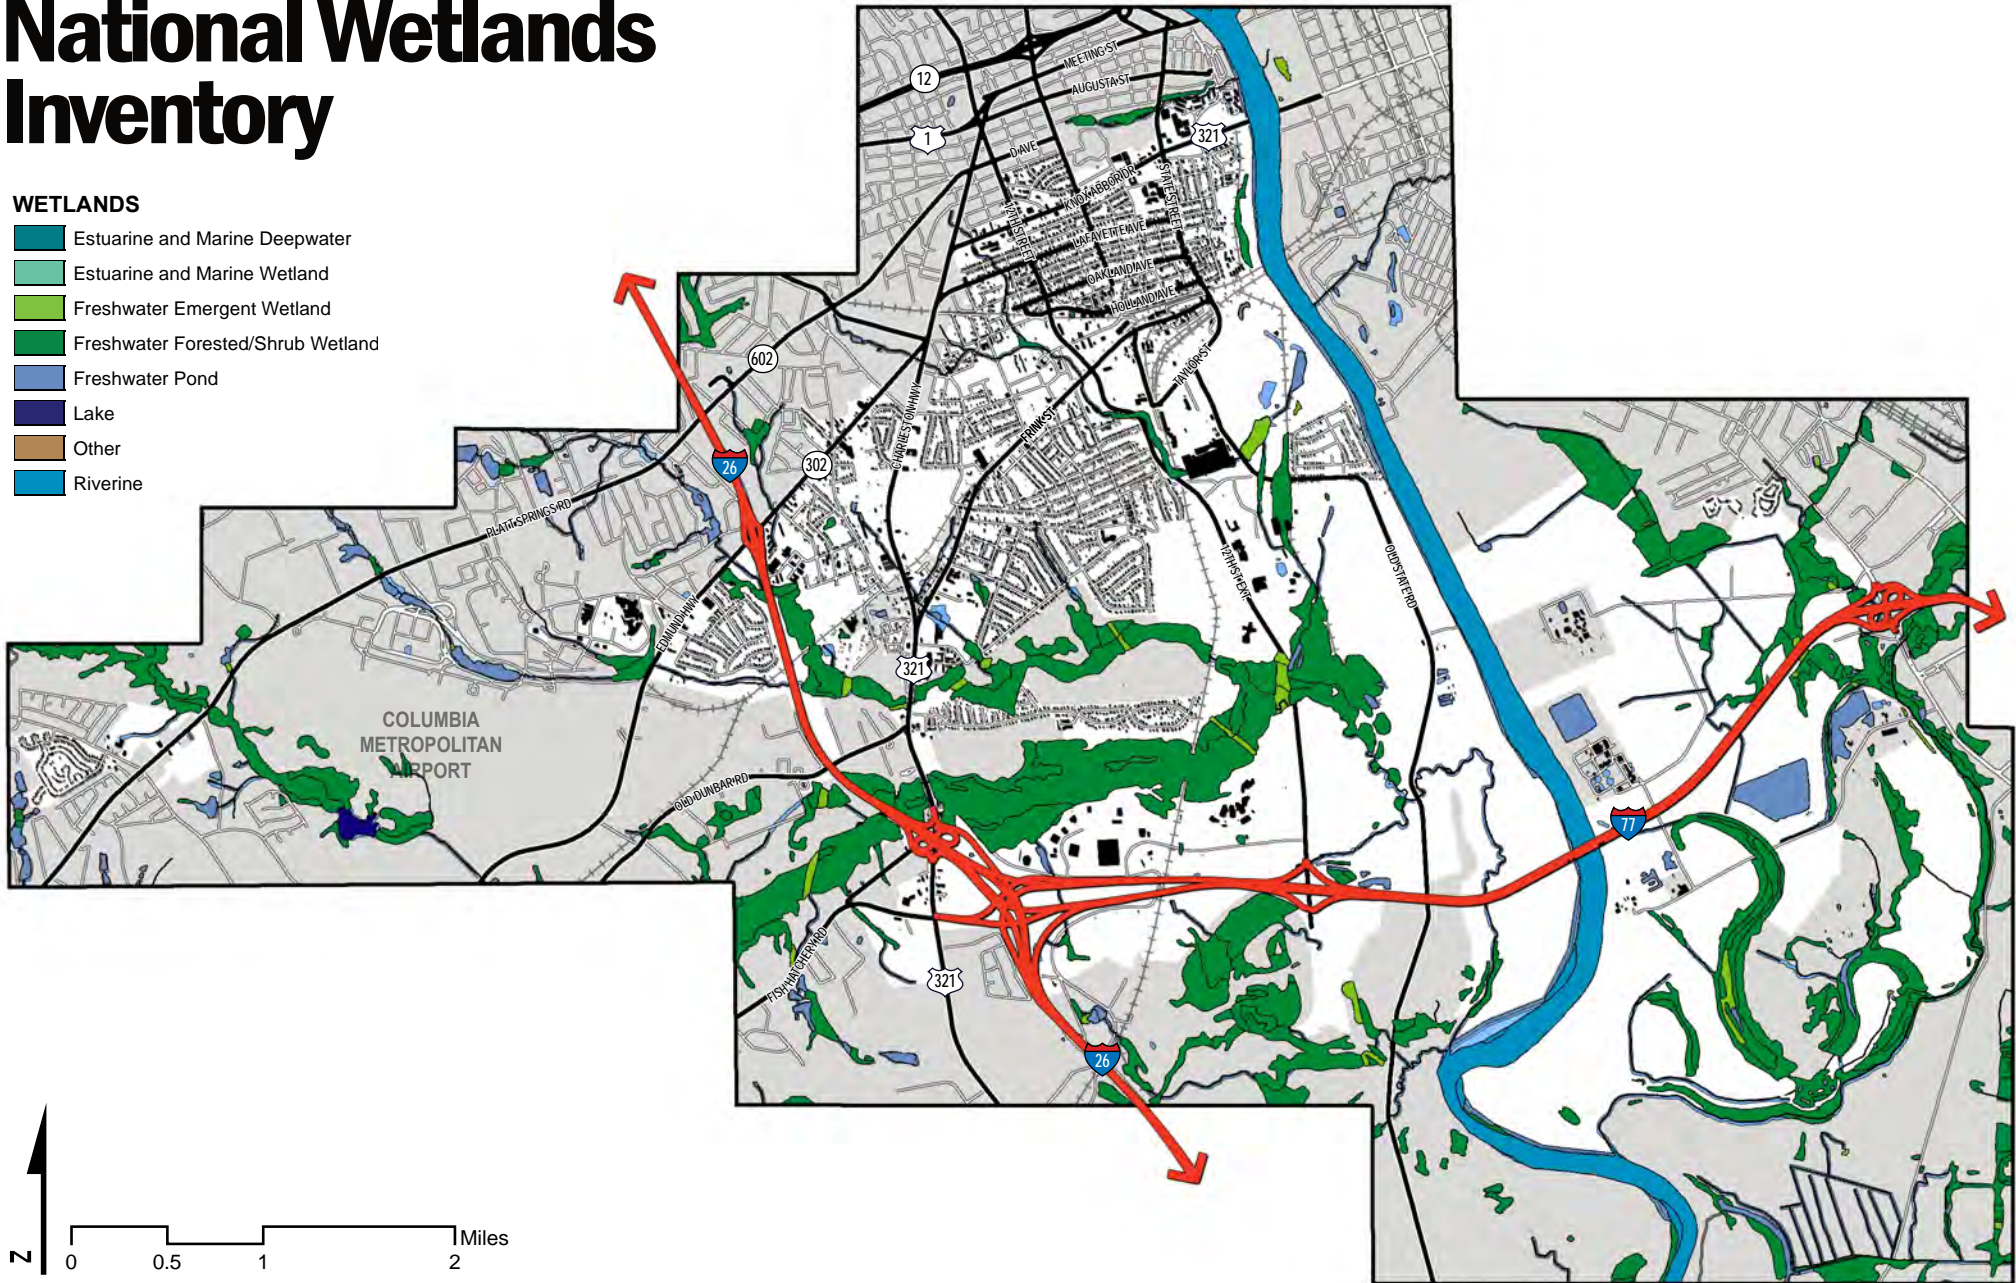 National Wetlands
Inventory
WETLANDS
Estuarine and Marine Deepwater
Estuarine and Marine Wetland
Freshwater Emergent Wetland
Freshwater Forested/Shrub Wetland
Freshwater Pond
Lake
Other
Riverine
12
MEETING ST
AUGUSTA ST
1
321
D AVE
KNOX ABBOR DR
STATE STREET
12TH STREET
LAFAYETTE AVE
OAKLAND AVE
HOLLAND AVE
602
TAYLOR ST
CHARLESTON HWY
FRINK ST
26
302
PLATT SPRINGS RD
12TH ST EXT.
OLD STATE RD
EDMUND HWY
321
COLUMBIA
METROPOLITAN
AIRPORT
OLD DUNBAR RD
77
FISH HATCHERY RD
321
26
N
0
0.5
1
2
Miles